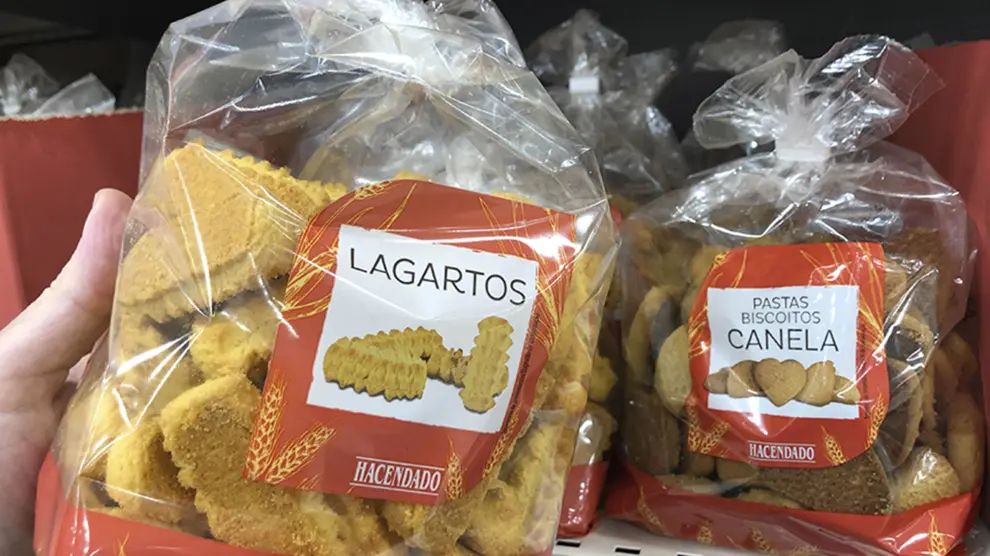 LAGARTOS
HACENDADO
PASTAS
BISCOITOS
CANELA
HACENDADO